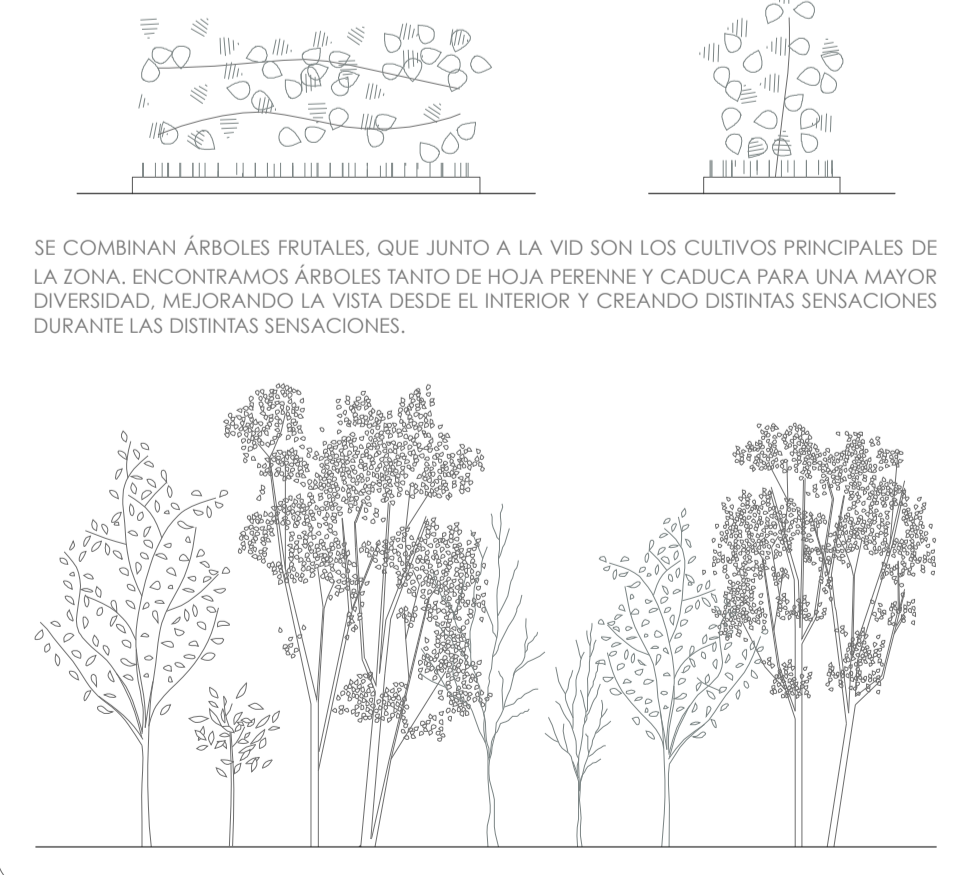 SE COMBINAN ÁRBOLES FRUTALES, QUE JUNTO A LA VID SON LOS CULTIVOS PRINCIPALES DE
LA ZONA. ENCONTRAMOS ÁRBOLES TANTO DE HOJA PERENNE Y CADUCA PARA UNA MAYOR
DIVERSIDAD, MEJORANDO LA VISTA DESDE EL INTERIOR Y CREANDO DISTINTAS SENSACIONES
DURANTE LAS DISTINTAS SENSACIONES.